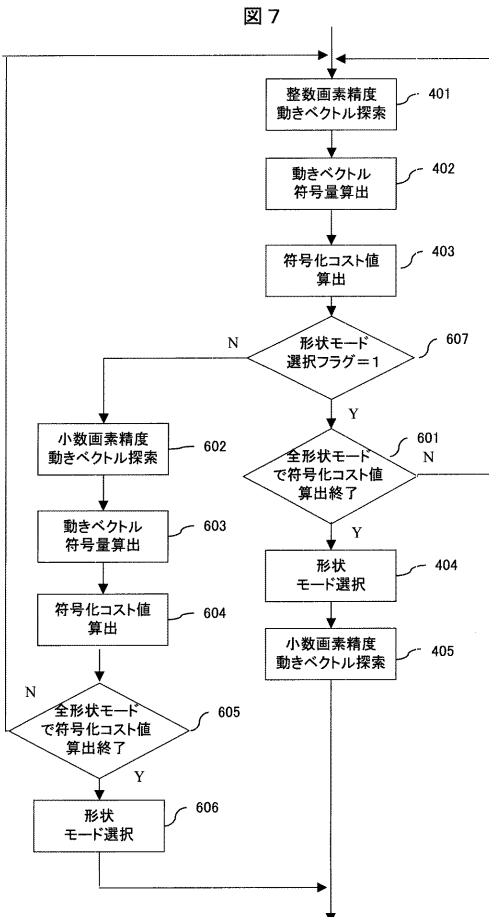 図7
整数画素精度
動きベクトル探索
401
動きベクトル
符号量算出
402
符号化コスト値
算出
403
形状モード
選択フラグ=1
607
N
Y
全形状モード
で符号化コスト値
算出終了
601
N
Y
形状
モード選択
404
小数画素精度
動きベクトル探索
405
小数画素精度
動きベクトル探索
602
動きベクトル
符号量算出
603
符号化コスト値
算出
604
全形状モード
で符号化コスト値
算出終了
605
N
Y
形状
モード選択
606